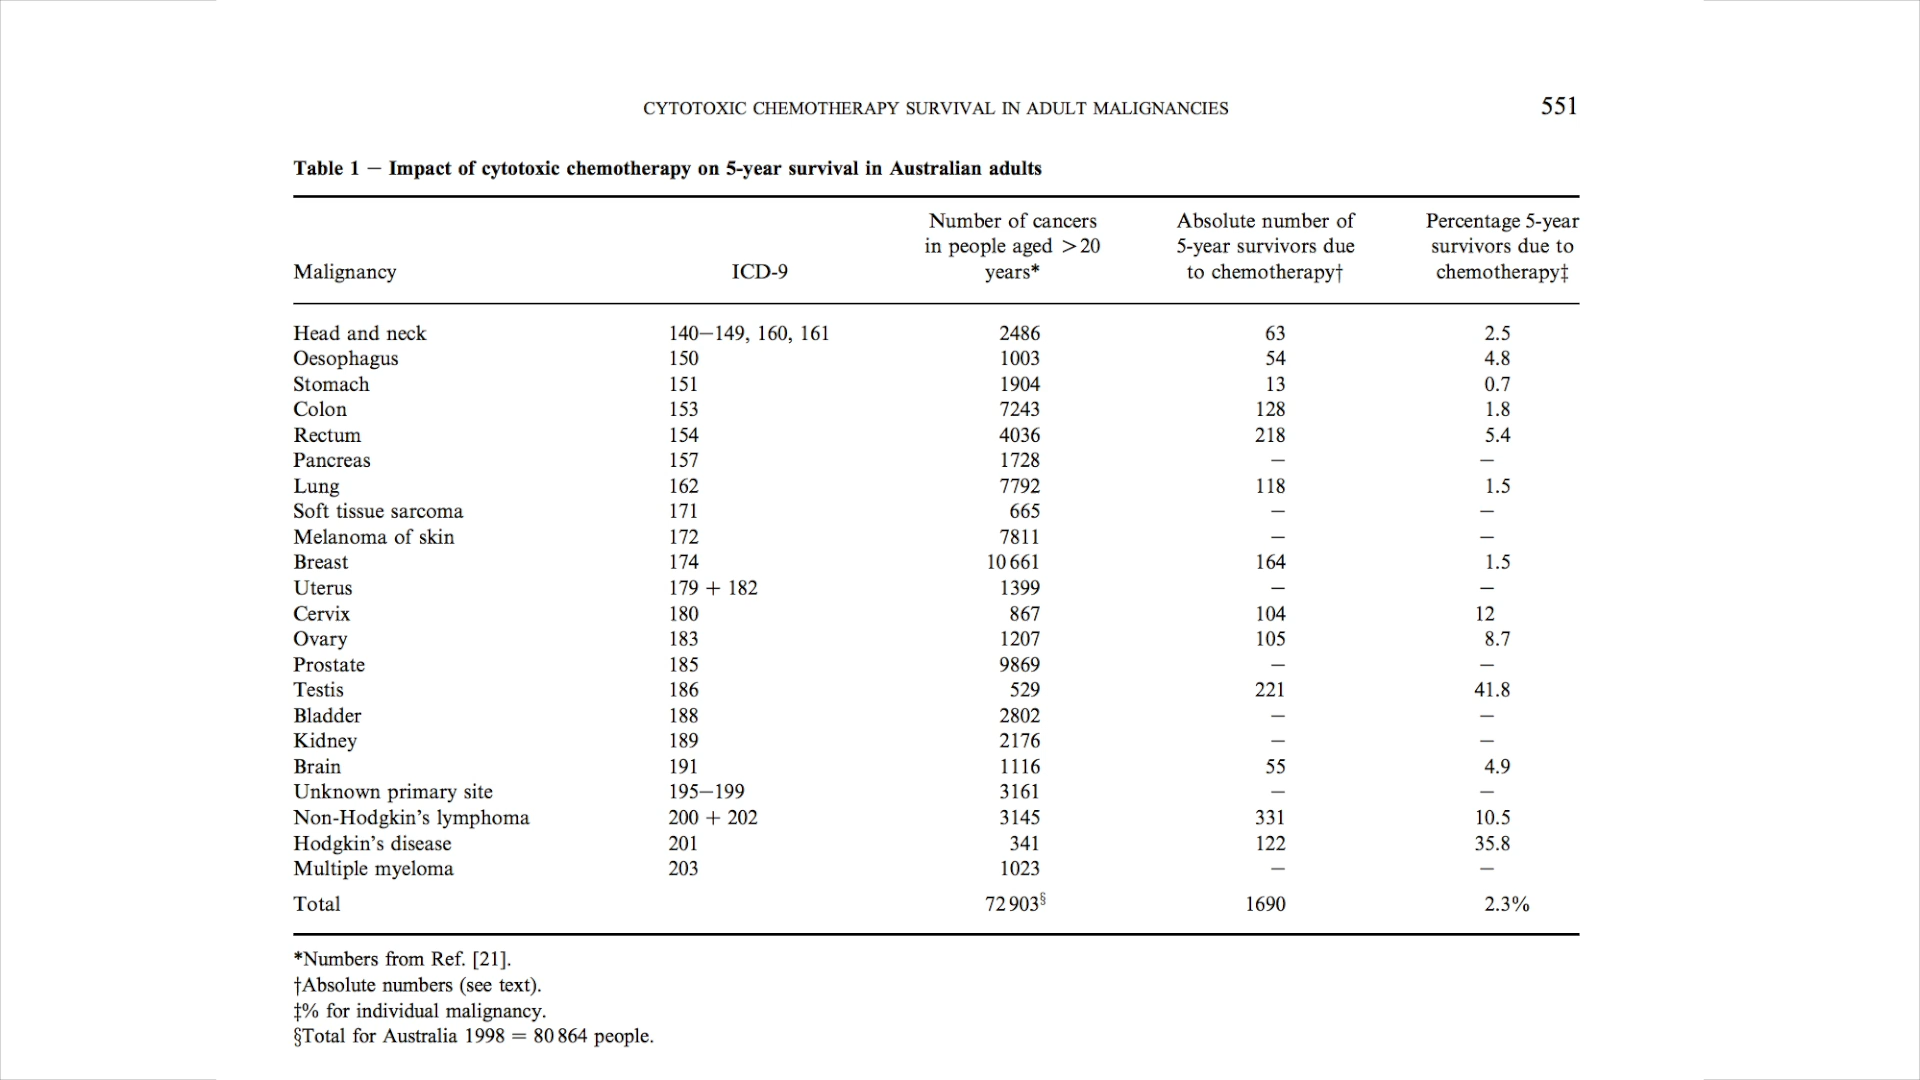 CYTOTOXIC CHEMOTHERAPY SURVIVAL IN ADULT MALIGNANCIES 551
Table 1 — Impact of cytotoxic chemotherapy on 5-year survival in Australian adults
Malignancy ICD-9 Number of cancers in people aged >20 years* Absolute number of 5-year survivors due to chemotherapy† Percentage 5-year survivors due to chemotherapy‡
Head and neck 140–149, 160, 161 2486 63 2.5
Oesophagus 150 1003 54 4.8
Stomach 151 1904 13 0.7
Colon 153 7243 128 1.8
Rectum 154 4036 218 5.4
Pancreas 157 1728 — —
Lung 162 7792 118 1.5
Soft tissue sarcoma 171 665 — —
Melanoma of skin 172 7811 — —
Breast 174 10 661 164 1.5
Uterus 179 + 182 1399 — —
Cervix 180 867 104 12
Ovary 183 1207 105 8.7
Prostate 185 9869 — —
Testis 186 529 221 41.8
Bladder 188 2802 — —
Kidney 189 2176 — —
Brain 191 1116 55 4.9
Unknown primary site 195–199 3161 — —
Non-Hodgkin's lymphoma 200 + 202 3145 331 10.5
Hodgkin's disease 201 341 122 35.8
Multiple myeloma 203 1023 — —
Total 72 903§ 1690 2.3%
*Numbers from Ref. [21].
†Absolute numbers (see text).
‡% for individual malignancy.
§Total for Australia 1998 = 80 864 people.